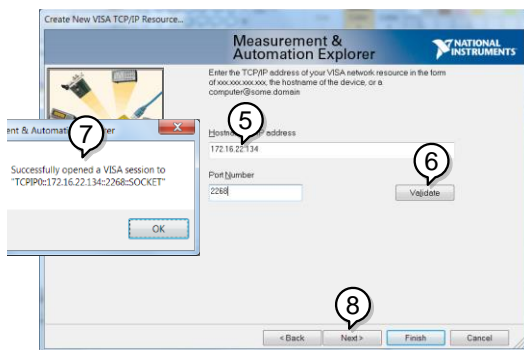 Create New VISA TCP/IP Resource...
Measurement &
Automation Explorer
NATIONAL
INSTRUMENTS
Enter the TCP/IP address of your VISA network resource in the form
of xxx.xxx.xxx.xxx, the hostname of the device, or a
computer@some.domain
5
address
172.16.22.134
Port Number
2268
6
Validate
7
nt & Automation
Successfully opened a VISA session to
"TCPIP0::172.16.22.134::2268::SOCKET"
OK
8
< Back
Next >
Finish
Cancel